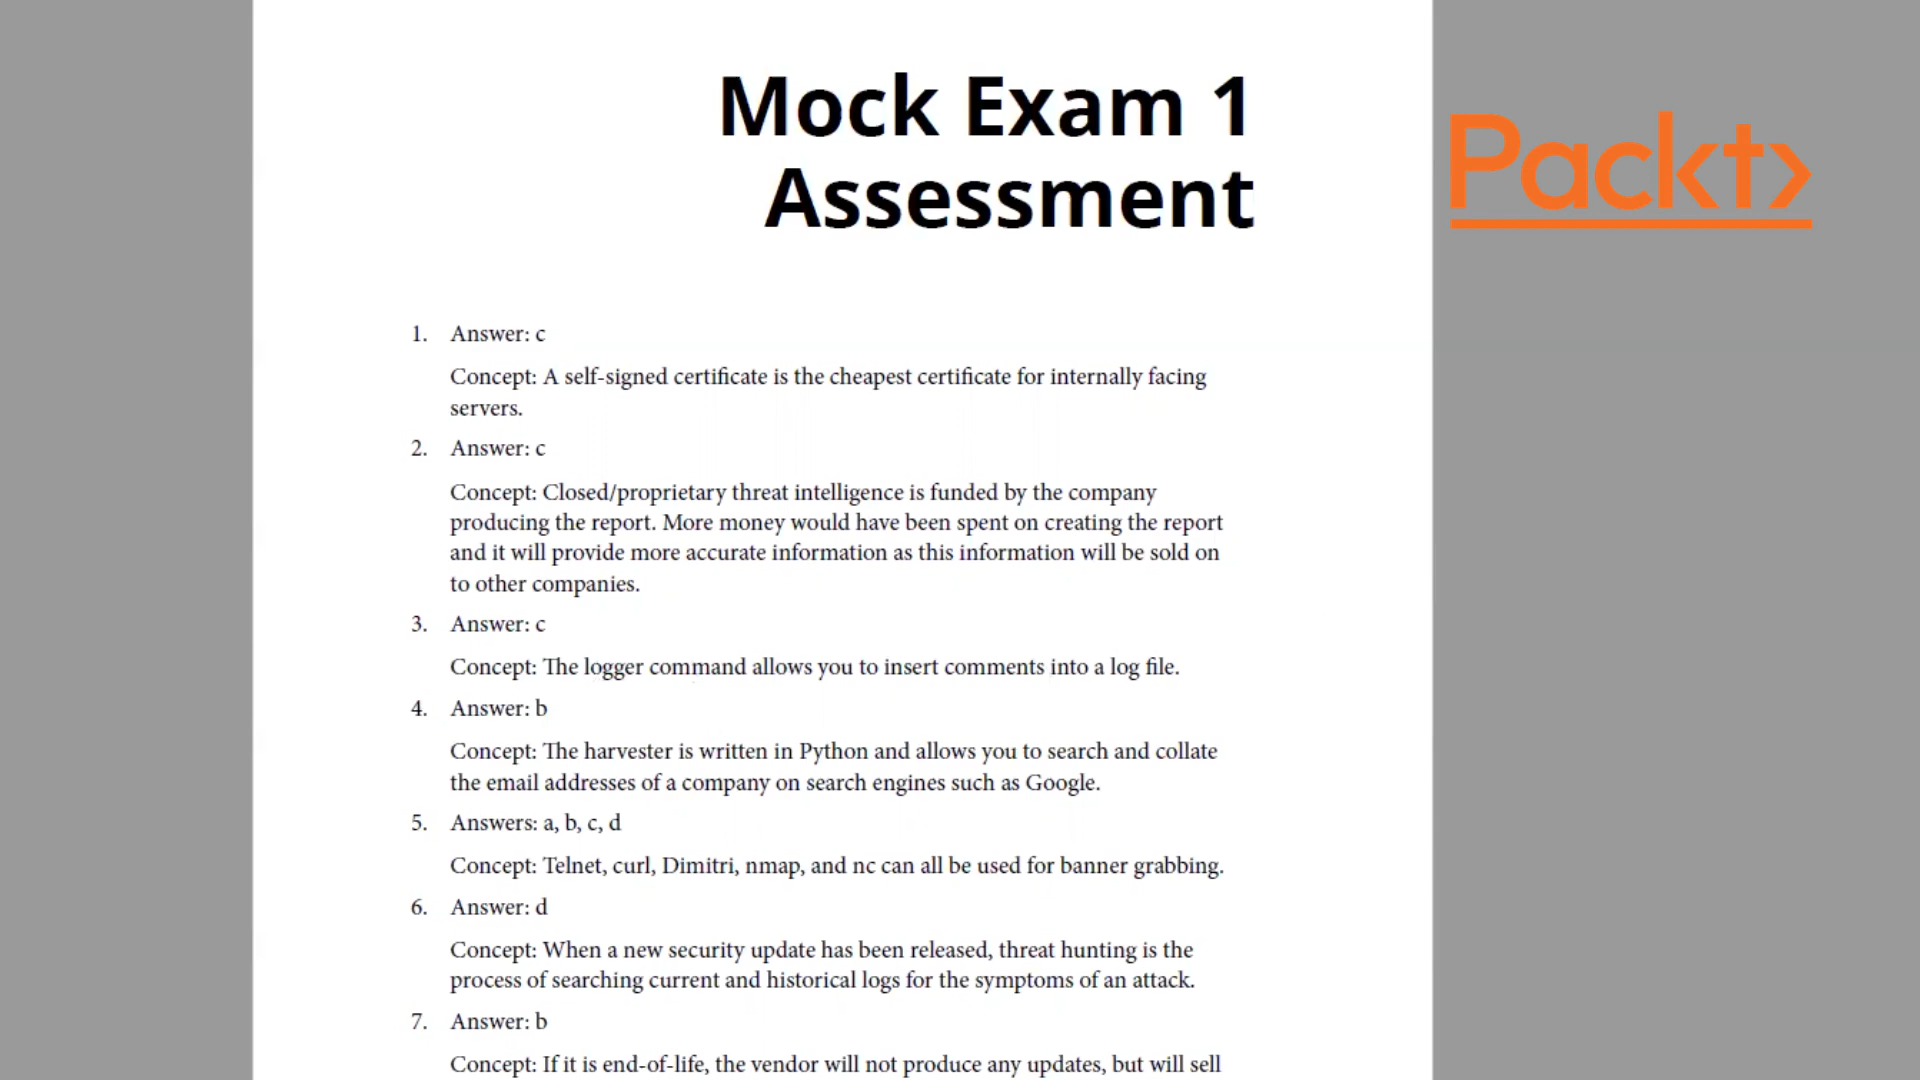 Mock Exam 1
Assessment
Packt>
1. Answer: c
Concept: A self-signed certificate is the cheapest certificate for internally facing
servers.
2. Answer: c
Concept: Closed/proprietary threat intelligence is funded by the company
producing the report. More money would have been spent on creating the report
and it will provide more accurate information as this information will be sold on
to other companies.
3. Answer: c
Concept: The logger command allows you to insert comments into a log file.
4. Answer: b
Concept: The harvester is written in Python and allows you to search and collate
the email addresses of a company on search engines such as Google.
5. Answers: a, b, c, d
Concept: Telnet, curl, Dimitri, nmap, and nc can all be used for banner grabbing.
6. Answer: d
Concept: When a new security update has been released, threat hunting is the
process of searching current and historical logs for the symptoms of an attack.
7. Answer: b
Concept: If it is end-of-life, the vendor will not produce any updates, but will sell